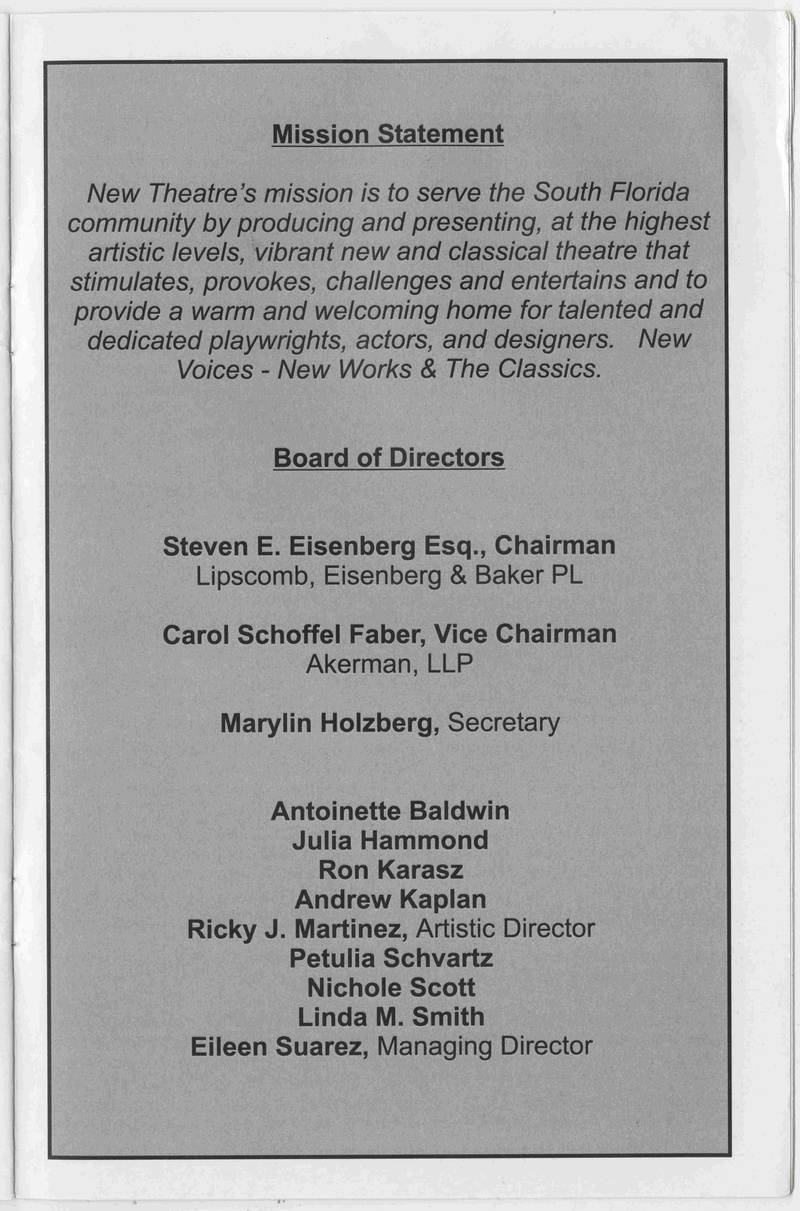 Mission Statement
New Theatre's mission is to serve the South Florida
community by producing and presenting, at the highest
artistic levels, vibrant new and classical theatre that
stimulates, provokes, challenges and entertains and to
provide a warm and welcoming home for talented and
dedicated playwrights, actors, and designers. New
Voices - New Works & The Classics.
Board of Directors
Steven E. Eisenberg Esq., Chairman
Lipscomb, Eisenberg & Baker PL
Carol Schoffel Faber, Vice Chairman
Akerman, LLP
Marylin Holzberg, Secretary
Antoinette Baldwin
Julia Hammond
Ron Karasz
Andrew Kaplan
Ricky J. Martinez, Artistic Director
Petulia Schvartz
Nichole Scott
Linda M. Smith
Eileen Suarez, Managing Director